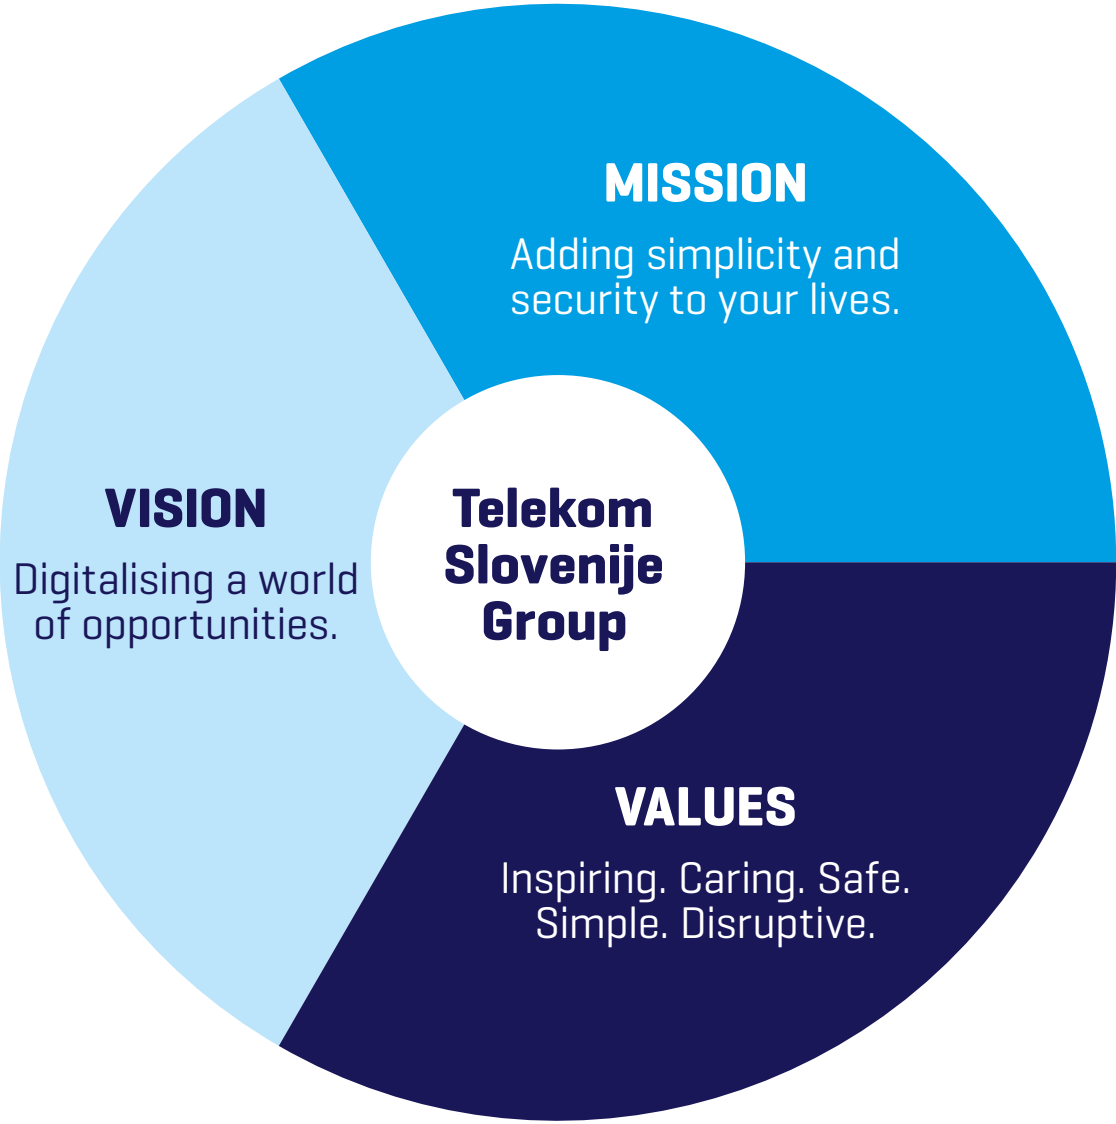 MISSION
Adding simplicity and
security to your lives.
VISION
Digitalising a world
of opportunities.
Telekom
Slovenije
Group
VALUES
Inspiring. Caring. Safe.
Simple. Disruptive.